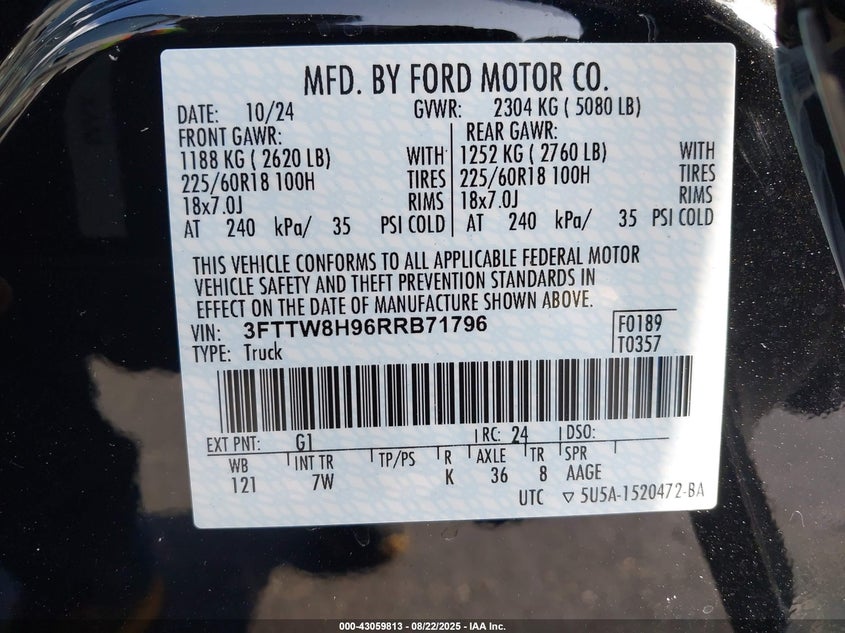 MFD. BY FORD MOTOR CO.
DATE: 10/24 GVWR: 2304 KG ( 5080 LB)
FRONT GAWR: REAR GAWR:
1188 KG ( 2620 LB) WITH 1252 KG ( 2760 LB) WITH
225/60R18 100H TIRES 225/60R18 100H TIRES
18x7.0J RIMS 18x7.0J RIMS
AT 240 kPa/ 35 PSI COLD AT 240 kPa/ 35 PSI COLD
THIS VEHICLE CONFORMS TO ALL APPLICABLE FEDERAL MOTOR
VEHICLE SAFETY AND THEFT PREVENTION STANDARDS IN
EFFECT ON THE DATE OF MANUFACTURE SHOWN ABOVE.
VIN: 3FTTW8H96RRB71796 F0189
TYPE: Truck T0357
EXT PNT: G1 RC: 24 DSO:
WB INT TR TP/PS R AXLE TR SPR
121 7W K 36 8 AAGE
UTC ▽ 5U5A-1520472-BA
000-43059813 - 08/22/2025 - IAA Inc.